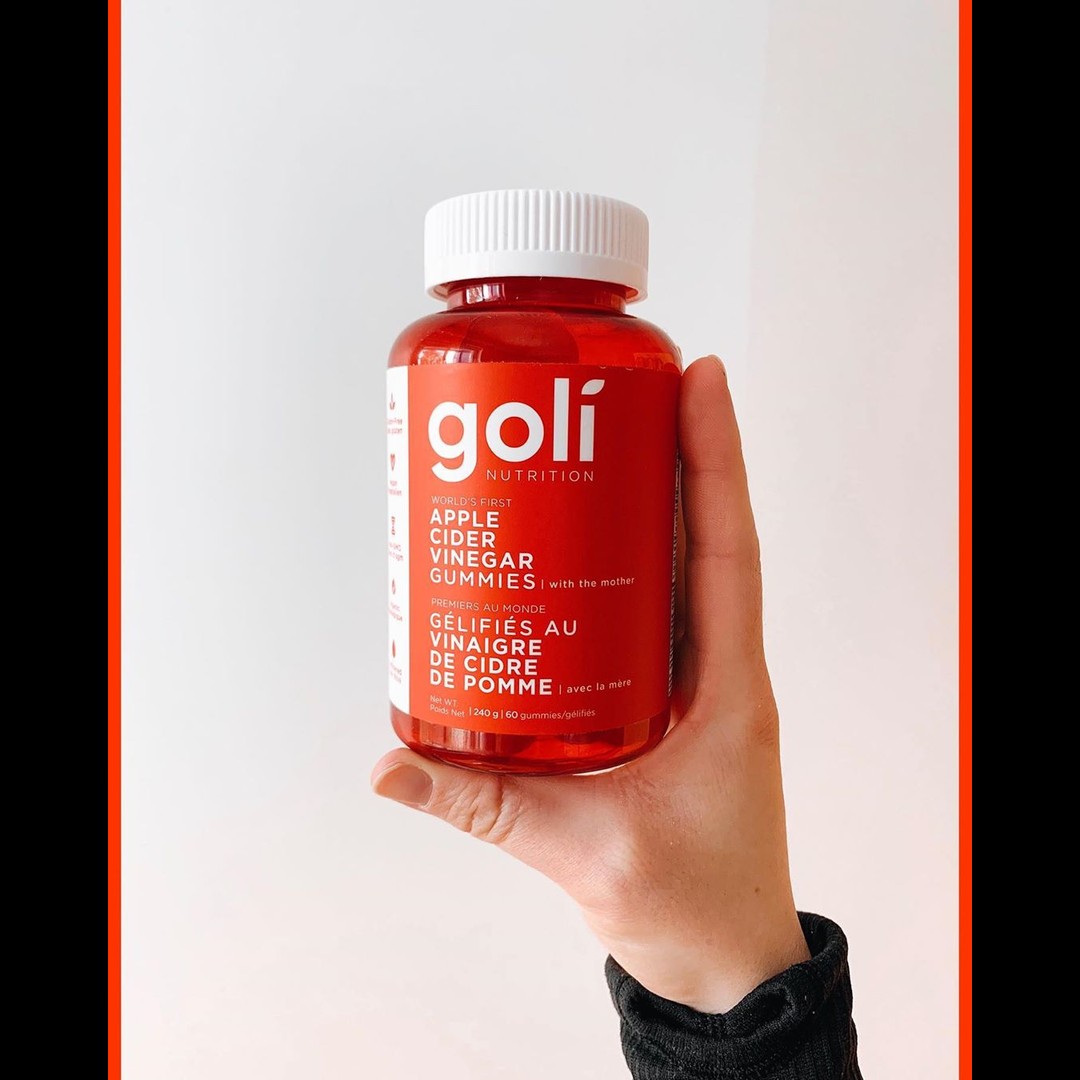 goli
NUTRITION
WORLD'S FIRST
APPLE
CIDER
VINEGAR
GUMMIES | with the mother
PREMIERS AU MONDE
GÉLIFIÉS AU
VINAIGRE
DE CIDRE
DE POMME | avec la mère
Net WT.
Poids Net | 240 g | 60 gummies/gélifiés